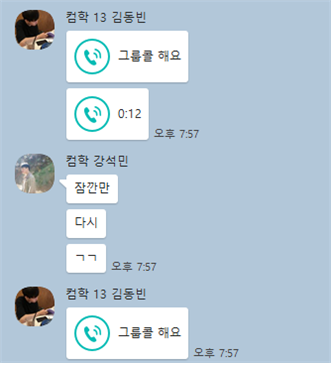 컴학 13 김동빈
그룹콜 해요
0:12
오후 7:57
컴학 강석민
잠깐만
다시
ㄱㄱ
오후 7:57
컴학 13 김동빈
그룹콜 해요
오후 7:57